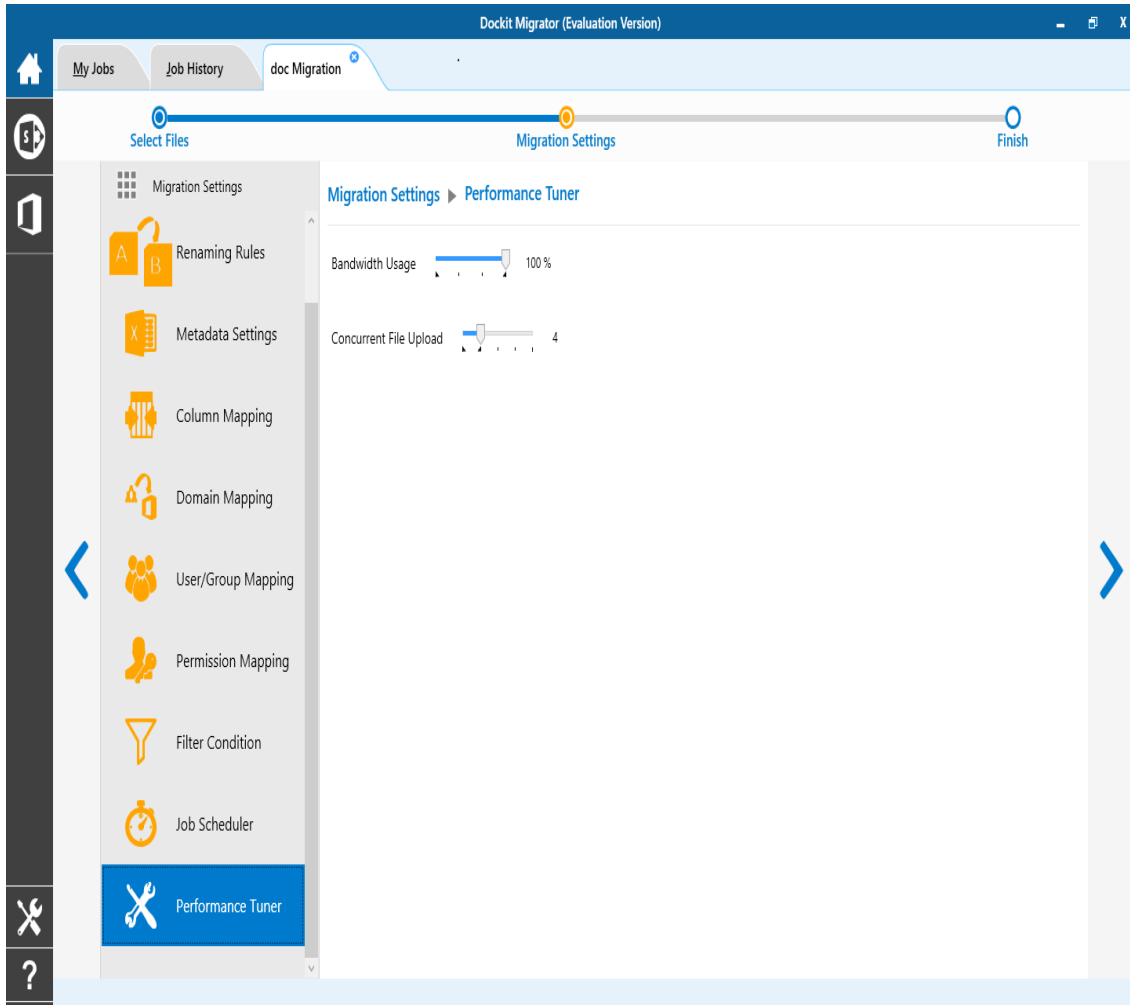 Dockit Migrator (Evaluation Version)
X
My Jobs
Job History
doc Migration
Select Files
Migration Settings
Finish
Migration Settings
Migration Settings ▶ Performance Tuner
A B
Renaming Rules
Bandwidth Usage 100 %
X
Metadata Settings
Concurrent File Upload 4
Column Mapping
Domain Mapping
User/Group Mapping
Permission Mapping
Filter Condition
Job Scheduler
Performance Tuner
S
?